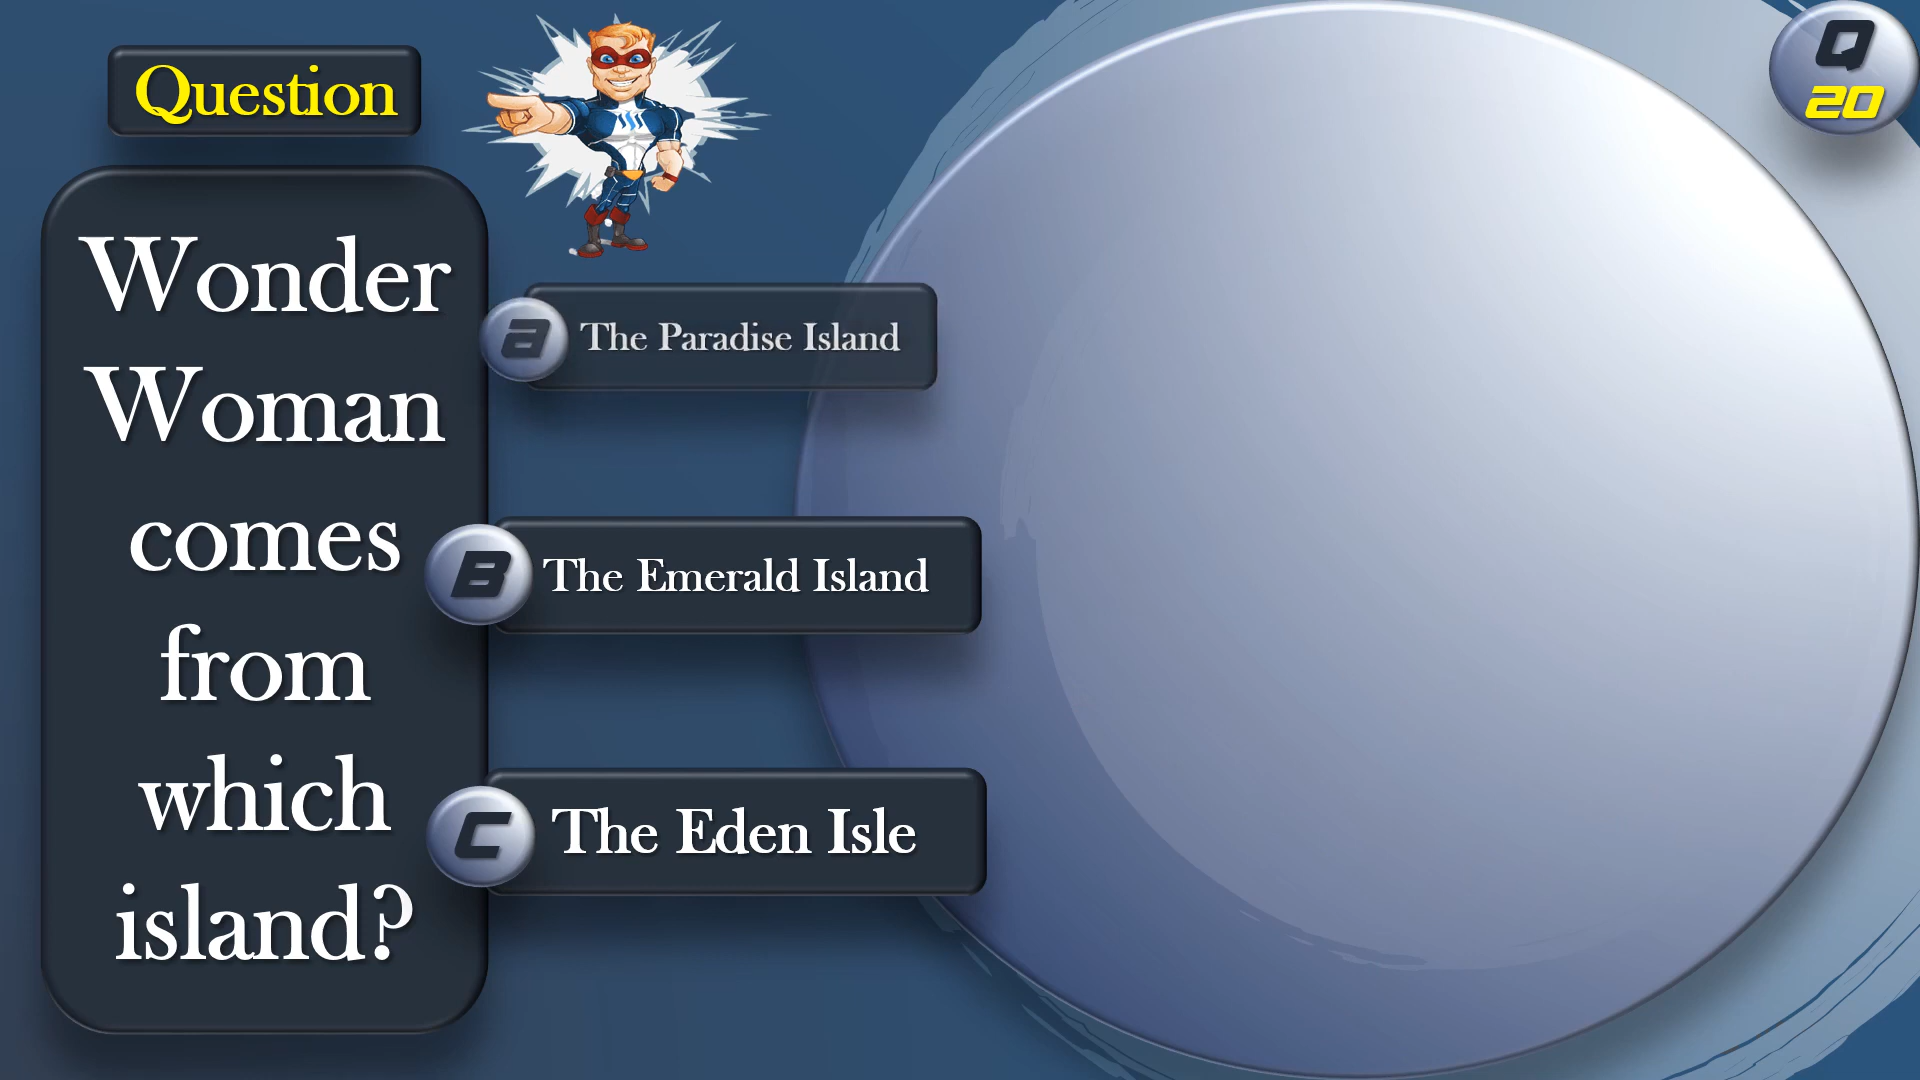 Question
Q
20
Wonder
Woman
comes
from
which
island?
a The Paradise Island
B The Emerald Island
C The Eden Isle